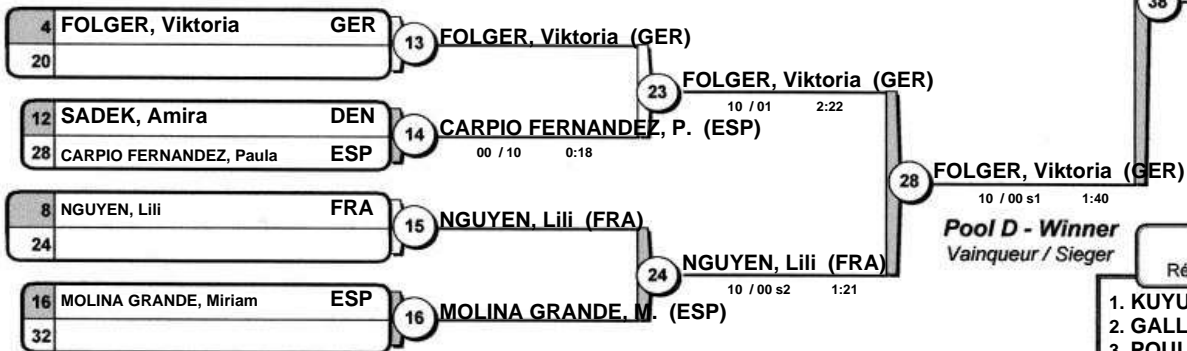 38
4 FOLGER, Viktoria GER
20
13 FOLGER, Viktoria (GER)
23 FOLGER, Viktoria (GER)
10 / 01 2:22
12 SADEK, Amira DEN
28 CARPIO FERNANDEZ, Paula ESP
14 CARPIO FERNANDEZ, P. (ESP)
00 / 10 0:18
28 FOLGER, Viktoria (GER)
10 / 00 s1 1:40
8 NGUYEN, Lili FRA
24
15 NGUYEN, Lili (FRA)
Pool D - Winner
Vainqueur / Sieger
24 NGUYEN, Lili (FRA)
10 / 00 s2 1:21
16 MOLINA GRANDE, Miriam ESP
32
16 MOLINA GRANDE, M. (ESP)
Ré
1. KUYU
2. GALL
3. POUL